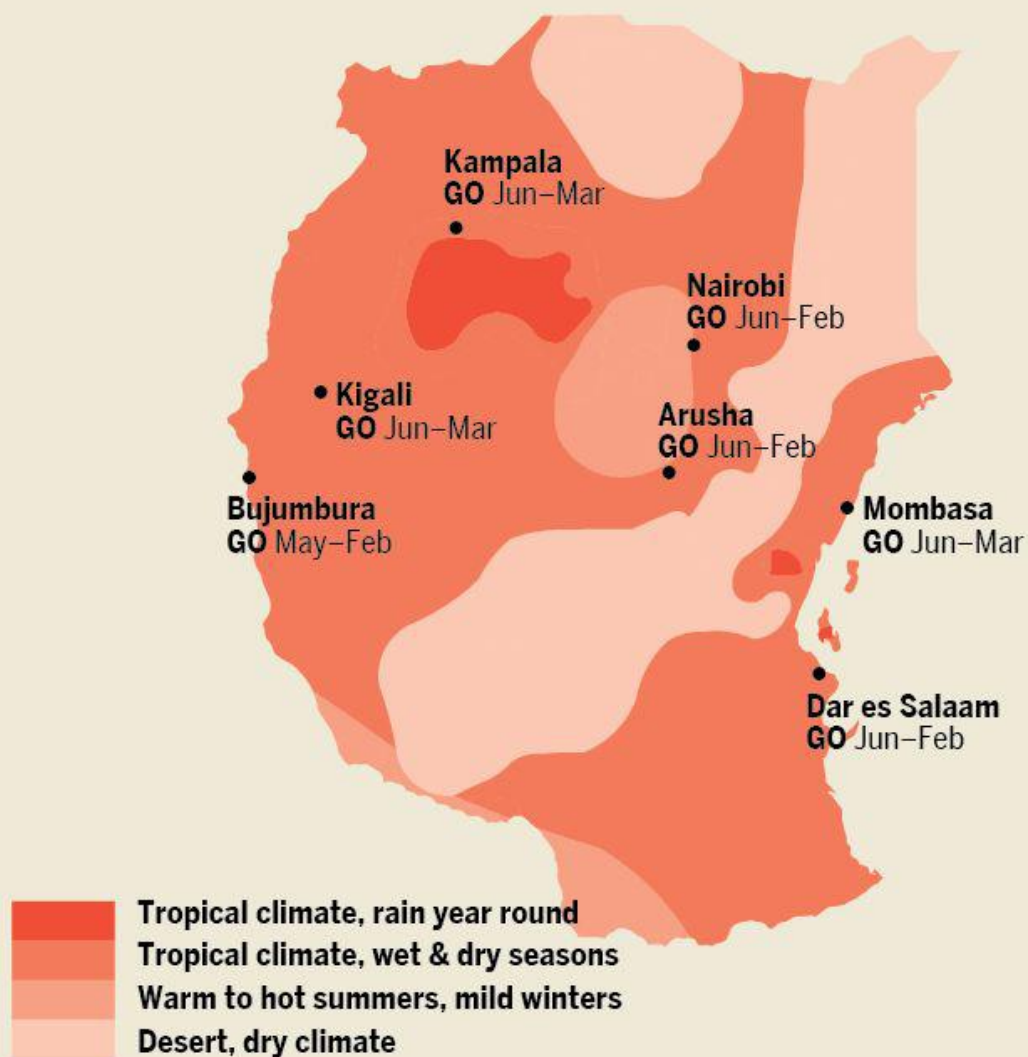 Kampala
GO Jun–Mar
Nairobi
GO Jun–Feb
Kigali
GO Jun–Mar
Arusha
GO Jun–Feb
Bujumbura
GO May–Feb
Mombasa
GO Jun–Mar
Dar es Salaam
GO Jun–Feb
Tropical climate, rain year round
Tropical climate, wet & dry seasons
Warm to hot summers, mild winters
Desert, dry climate